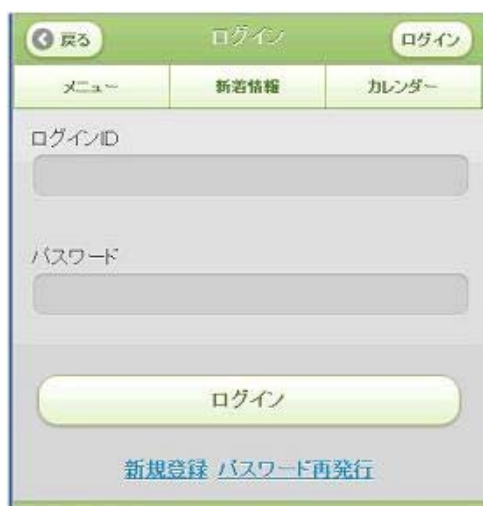 戻る ログイン ログイン
メニュー 新着情報 カレンダー
ログインID
パスワード
ログイン
新規登録 パスワード再発行